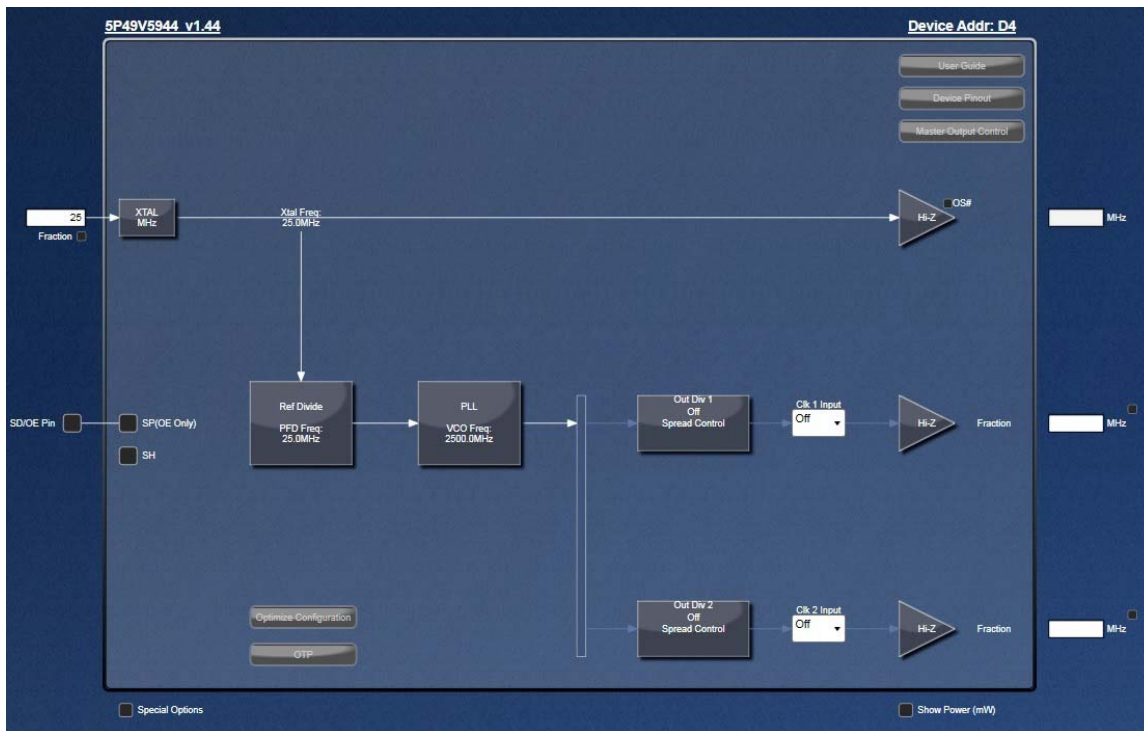 5P49V5944 v1.44
Device Addr: D4
User Guide
Device Pinout
Master Output Control
25
Fraction
XTAL
MHz
Xtal Freq:
25.0MHz
Hi-Z
OS#
MHz
SD/OE Pin
SP(OE Only)
SH
Ref Divide
PFD Freq:
25.0MHz
PLL
VCO Freq:
2500.0MHz
Out Div 1
Off
Spread Control
Clk 1 Input
Off
Hi-Z
Fraction
MHz
Out Div 2
Off
Spread Control
Clk 2 Input
Off
Hi-Z
Fraction
MHz
Optimize Configuration
OTP
Special Options
Show Power (mW)